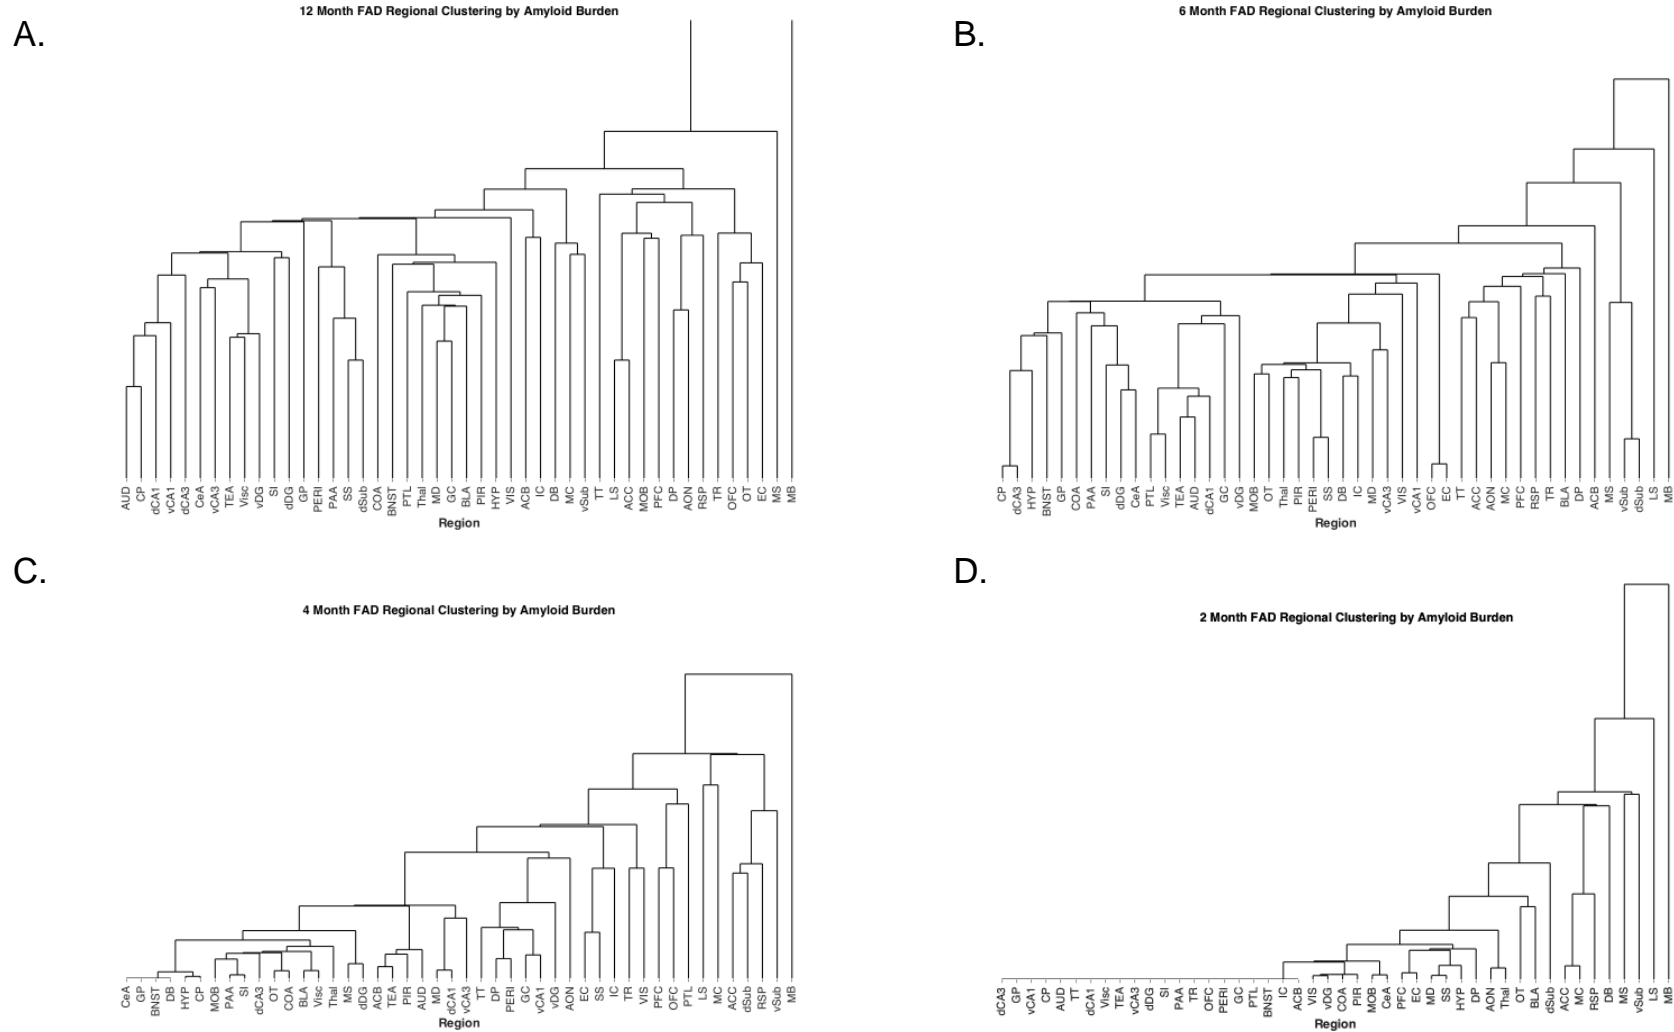 12 Month FAD Regional Clustering by Amyloid Burden
A.
AUD CP dCA1 vCA1 dCA3 CeA vCA3 TEA Visc vDG SI dDG GP PERI PAA SS dSub COA BNST PTL Thal MD GC BLA PIR HYP VIS ACB IC DB MC vSub TT LS ACC MOB PFC DP AON RSP TR OFC OT EC MS MB
Region
6 Month FAD Regional Clustering by Amyloid Burden
B.
CP dCA3 HYP BNST GP COA PAA SI dDG CeA PTL Visc TEA AUD dCA1 GC vDG MOB OT Thal PIR PERI SS DB IC MD vCA3 VIS vCA1 OFC EC TT ACC AON MC PFC RSP TR BLA DP ACB MS vSub dSub LS MB
Region
C.
4 Month FAD Regional Clustering by Amyloid Burden
CeA GP BNST DB HYP CP MOB PAA SI dCA3 OT COA BLA Visc Thal MS dDG ACB TEA PIR AUD MD dCA1 vCA3 TT DP PERI GC vCA1 vDG AON EC SS IC TR VIS PFC OFC PTL LS MC ACC dSub RSP vSub MB
Region
D.
2 Month FAD Regional Clustering by Amyloid Burden
dCA3 GP vCA1 CP AUD TT dCA1 Visc TEA vCA3 dDG SI PAA TR OFC PERI GC PTL BNST IC ACB VIS vDG COA PIR MOB CeA PFC EC MD SS HYP DP AON Thal OT BLA dSub ACC MC RSP DB MS vSub LS MB
Region